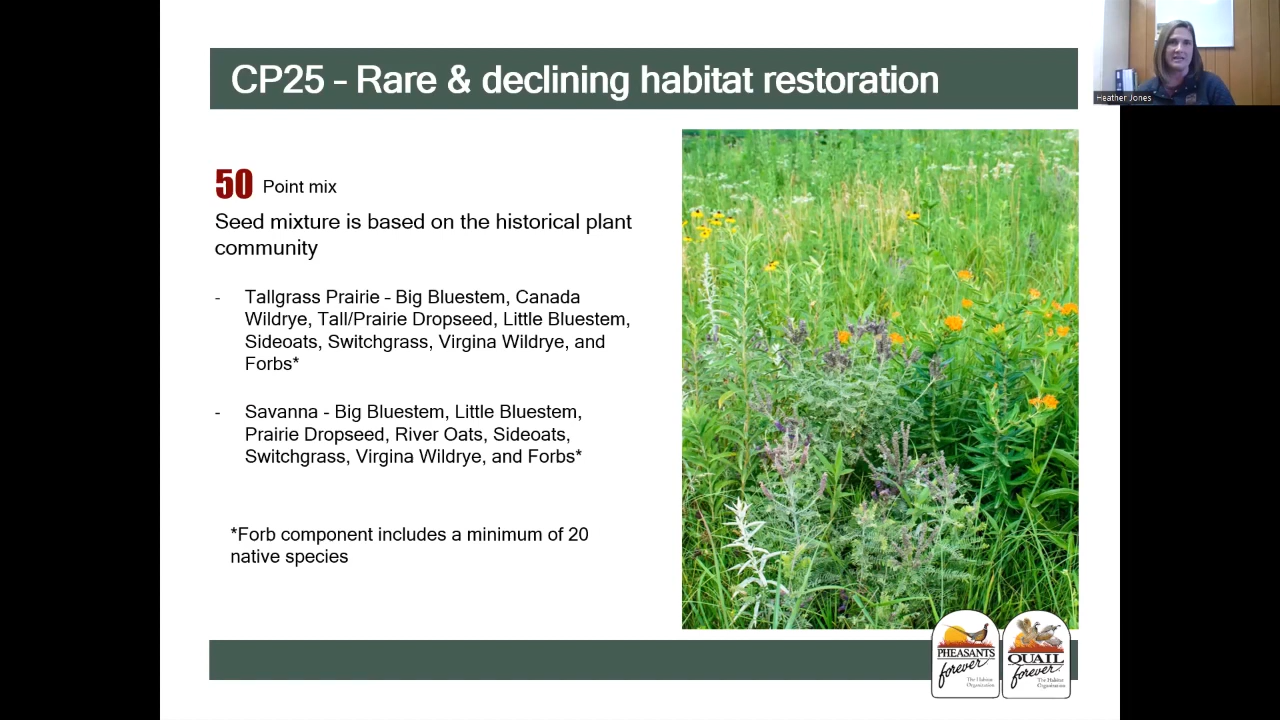 CP25 – Rare & declining habitat restoration
Heather Jones
50 Point mix
Seed mixture is based on the historical plant
community
- Tallgrass Prairie – Big Bluestem, Canada
Wildrye, Tall/Prairie Dropseed, Little Bluestem,
Sideoats, Switchgrass, Virgina Wildrye, and
Forbs*
- Savanna - Big Bluestem, Little Bluestem,
Prairie Dropseed, River Oats, Sideoats,
Switchgrass, Virgina Wildrye, and Forbs*
*Forb component includes a minimum of 20
native species
PHEASANTS
forever
The Habitat
Organization
QUAIL
forever
The Habitat
Organization